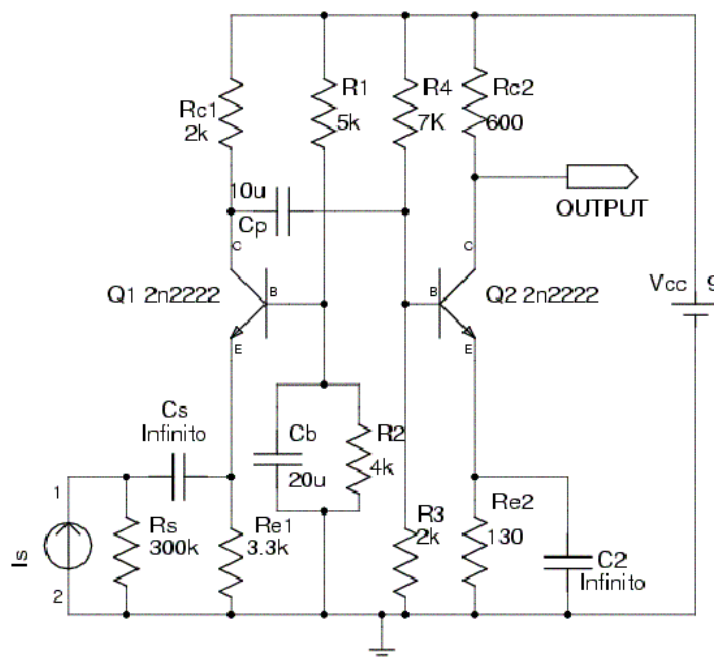 Rc1
2k
R1
5k
R4
7K
Rc2
600
10u
Cp
OUTPUT
C
C
Q1 2n2222
B
B
Q2 2n2222
Vcc 9
E
E
Cs
Infinito
Cb
20u
R2
4k
1
Is
2
Rs
300k
Re1
3.3k
R3
2k
Re2
130
C2
Infinito